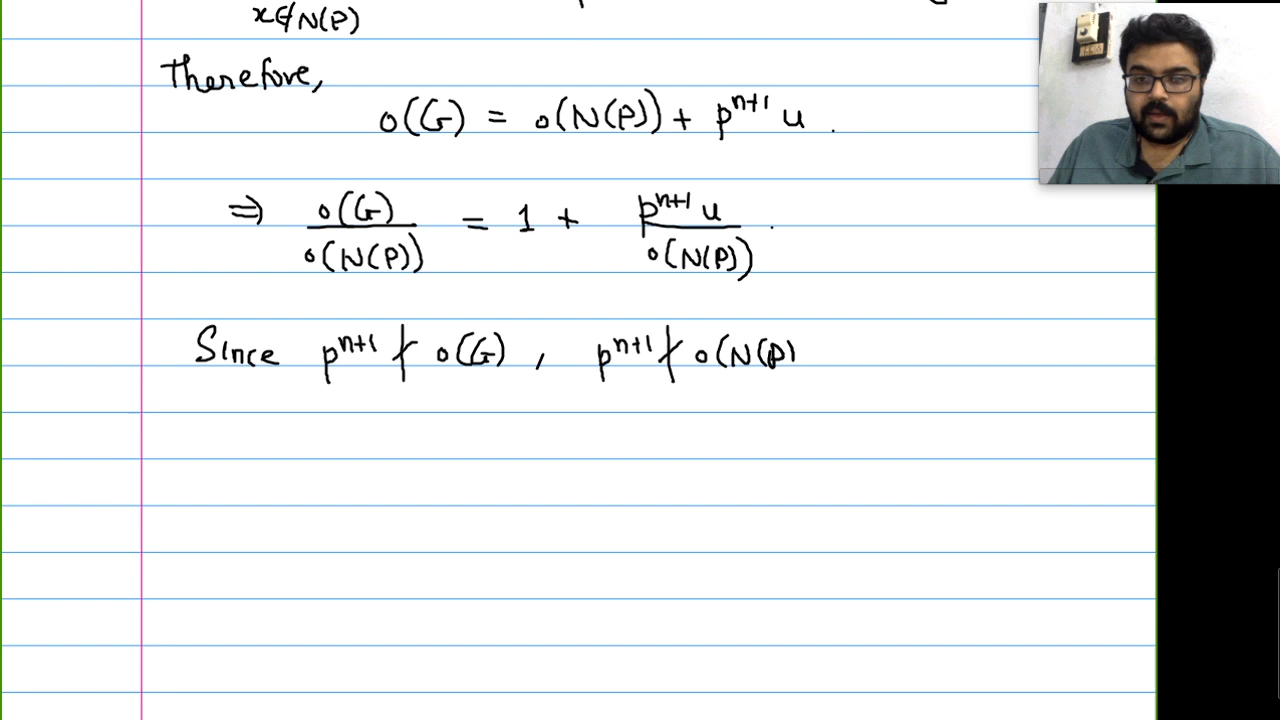 x∉N(P)
Therefore,
o(G) = o(N(P)) + p^{n+1} u .
⇒ o(G)/o(N(P)) = 1 + p^{n+1} u/o(N(P)) .
Since p^{n+1} ∤ o(G) , p^{n+1} ∤ o(N(P)